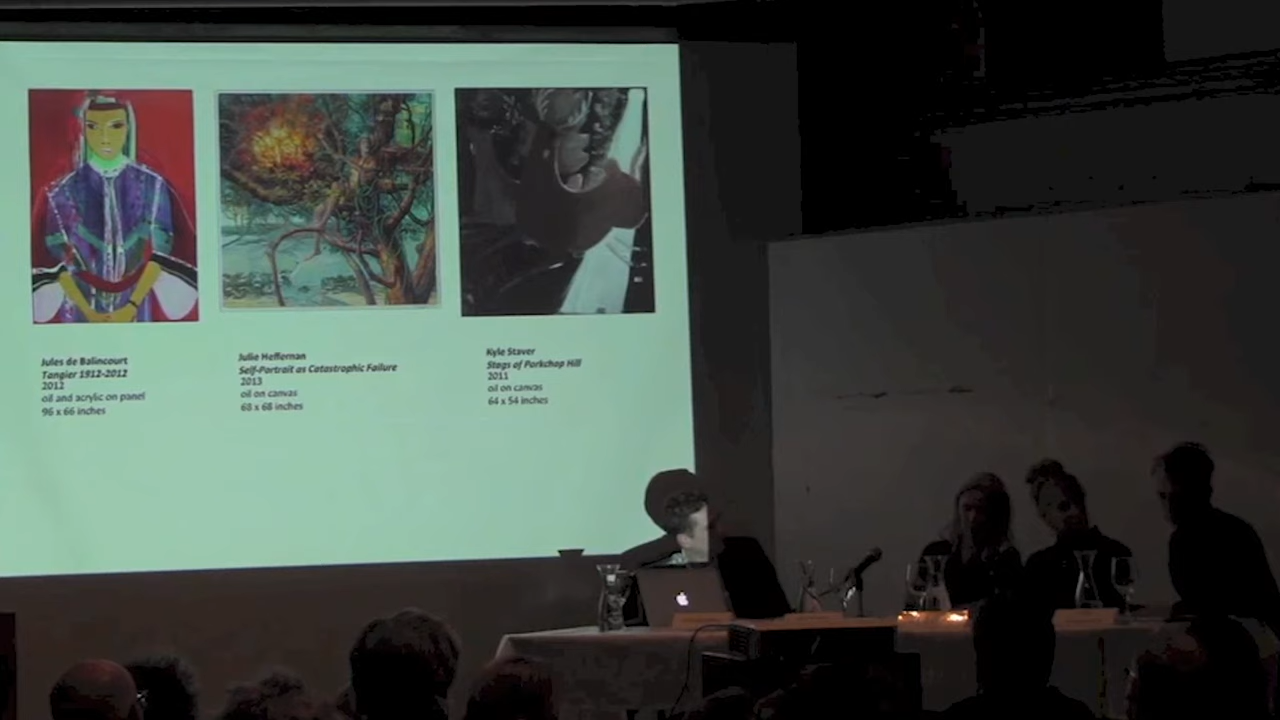 Jules de Balincourt
Tangier 1912-2012
2012
oil and acrylic on panel
96 x 66 inches
Julie Heffernan
Self-Portrait as Catastrophic Failure
2013
oil on canvas
68 x 68 inches
Kyle Staver
Stags of Porkchop Hill
2011
oil on canvas
64 x 54 inches